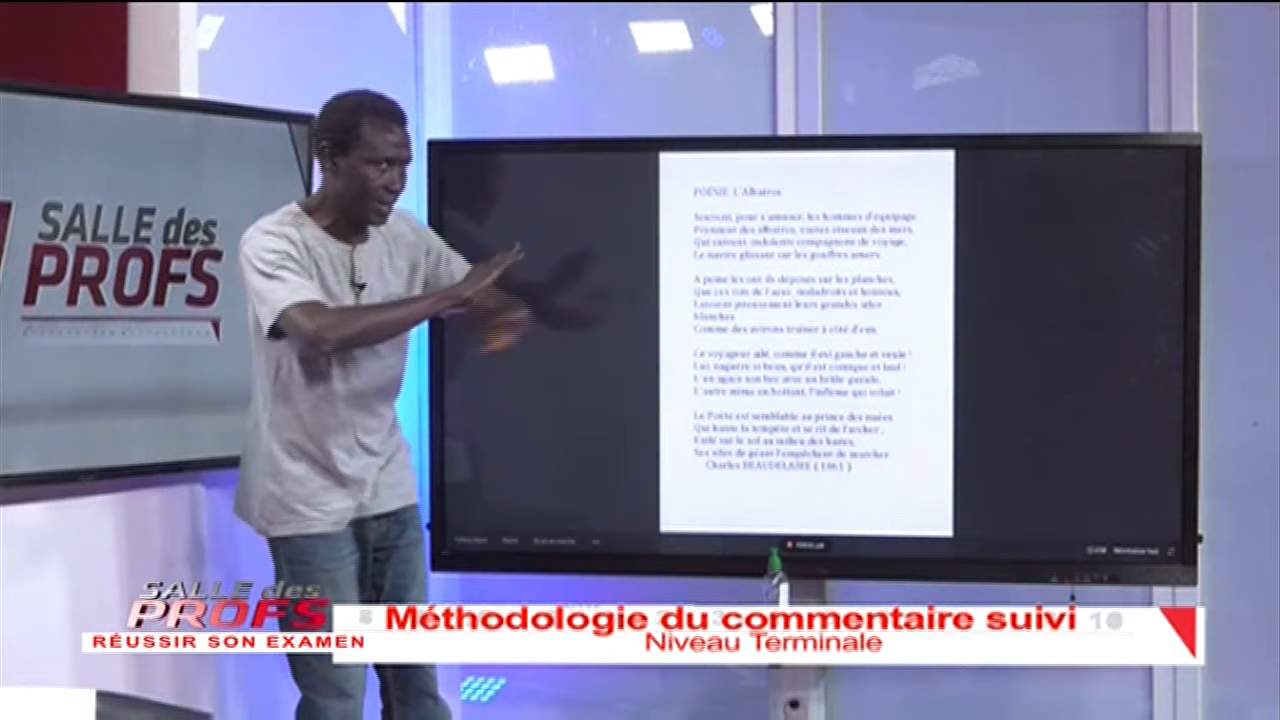 SALLE des
PROFS
POÉSIE L'Albatros
Souvent, pour s'amuser, les hommes d'équipage
Prennent des albatros, vastes oiseaux des mers,
Qui suivent, indolents compagnons de voyage,
Le navire glissant sur les gouffres amers.
A peine les ont ils déposés sur les planches,
Que ces rois de l'azur, maladroits et honteux,
Laissent piteusement leurs grandes ailes
blanches
Comme des avirons traîner à côté d'eux.
Ce voyageur ailé, comme il est gauche et veule !
Lui, naguère si beau, qu'il est comique et laid !
L'un agace son bec avec un brûle gueule,
L'autre mime en boitant, l'infirme qui volait !
Le Poète est semblable au prince des nuées
Qui hante la tempête et se rit de l'archer ;
Exilé sur le sol au milieu des huées,
Ses ailes de géant l'empêchent de marcher
Charles BEAUDELAIRE ( 1861 )
SALLE des
PROFS
RÉUSSIR SON EXAMEN
Méthodologie du commentaire suivi
Niveau Terminale